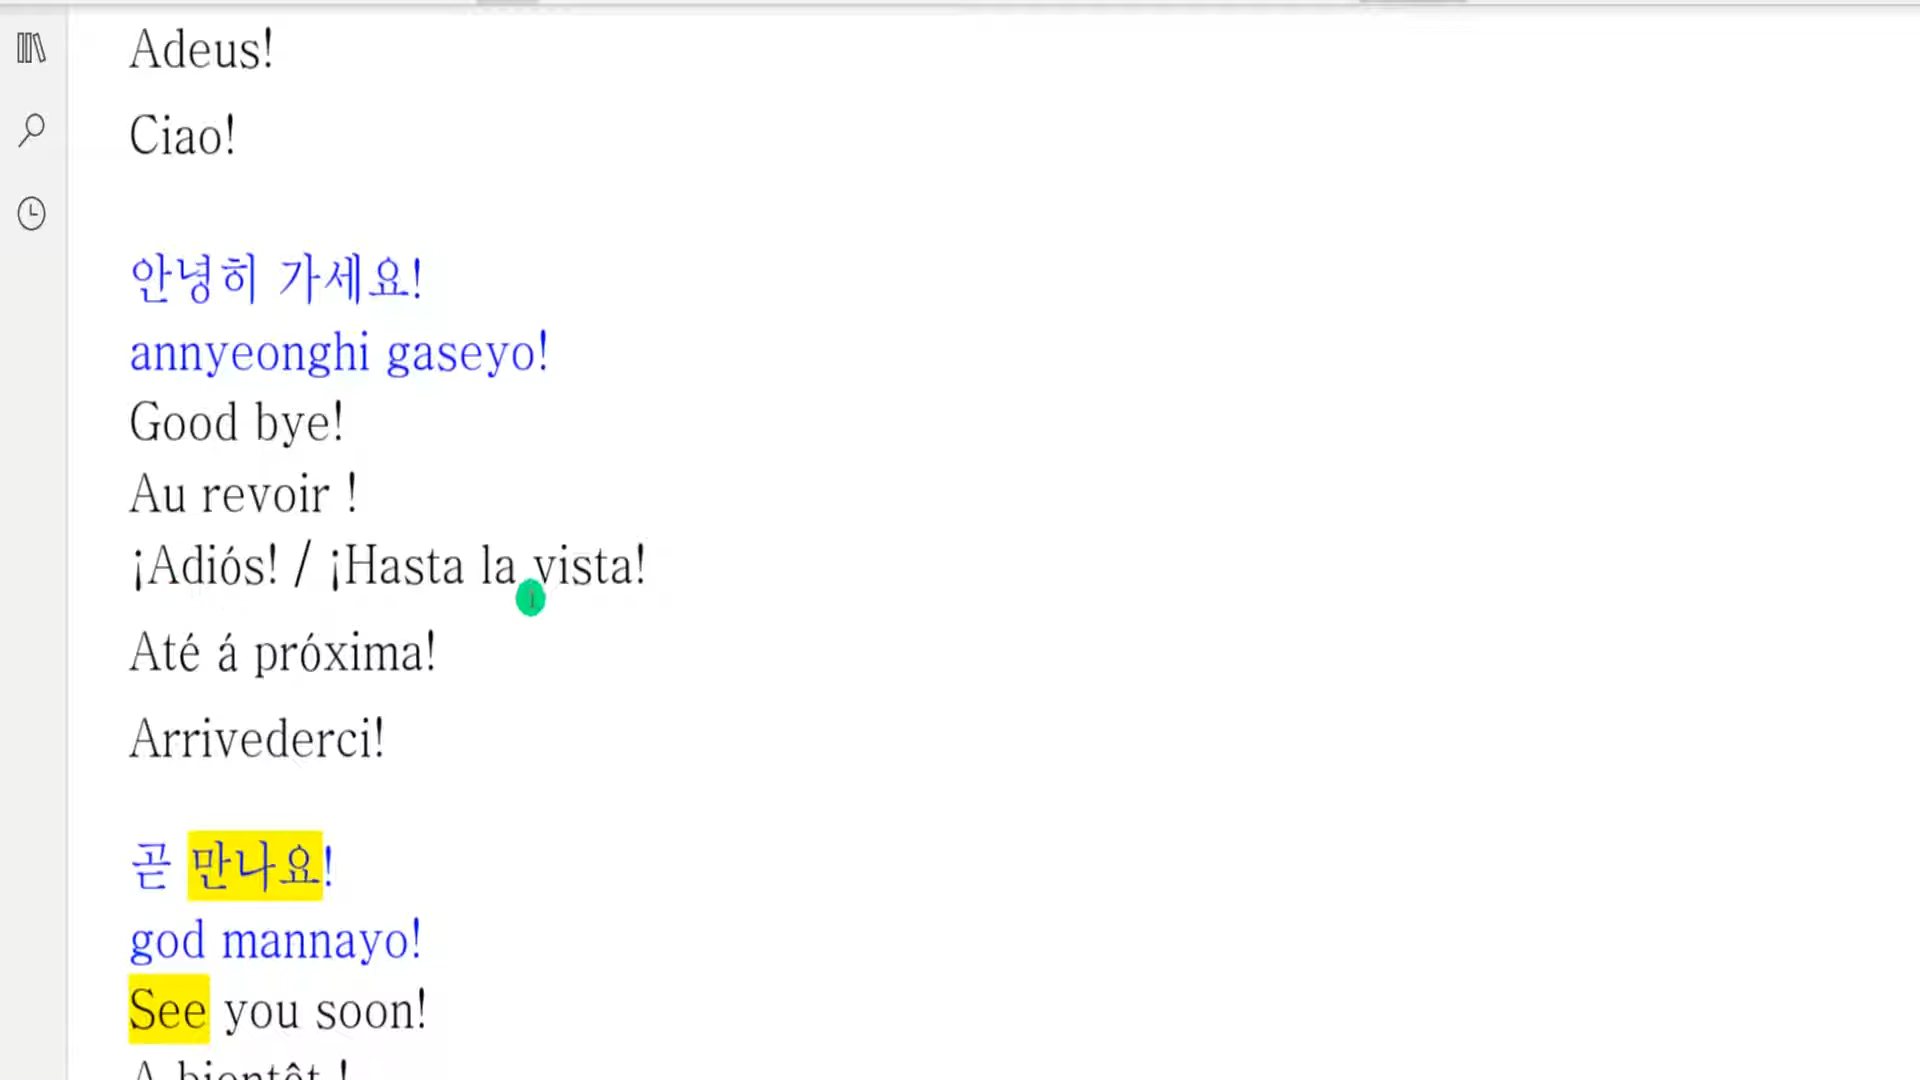 Adeus!
Ciao!
안녕히 가세요!
annyeonghi gaseyo!
Good bye!
Au revoir !
¡Adiós! / ¡Hasta la vista!
Até á próxima!
Arrivederci!
곧 만나요!
god mannayo!
See you soon!
A bientôt !